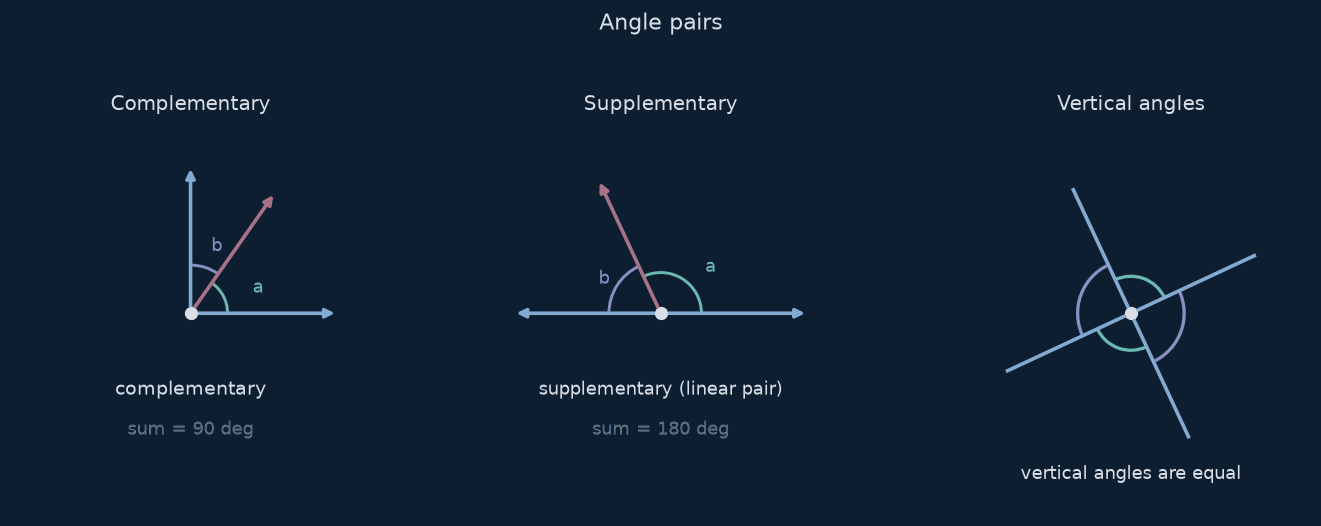 Angle pairs
Complementary
b
a
complementary
sum = 90 deg
Supplementary
b
a
supplementary (linear pair)
sum = 180 deg
Vertical angles
vertical angles are equal